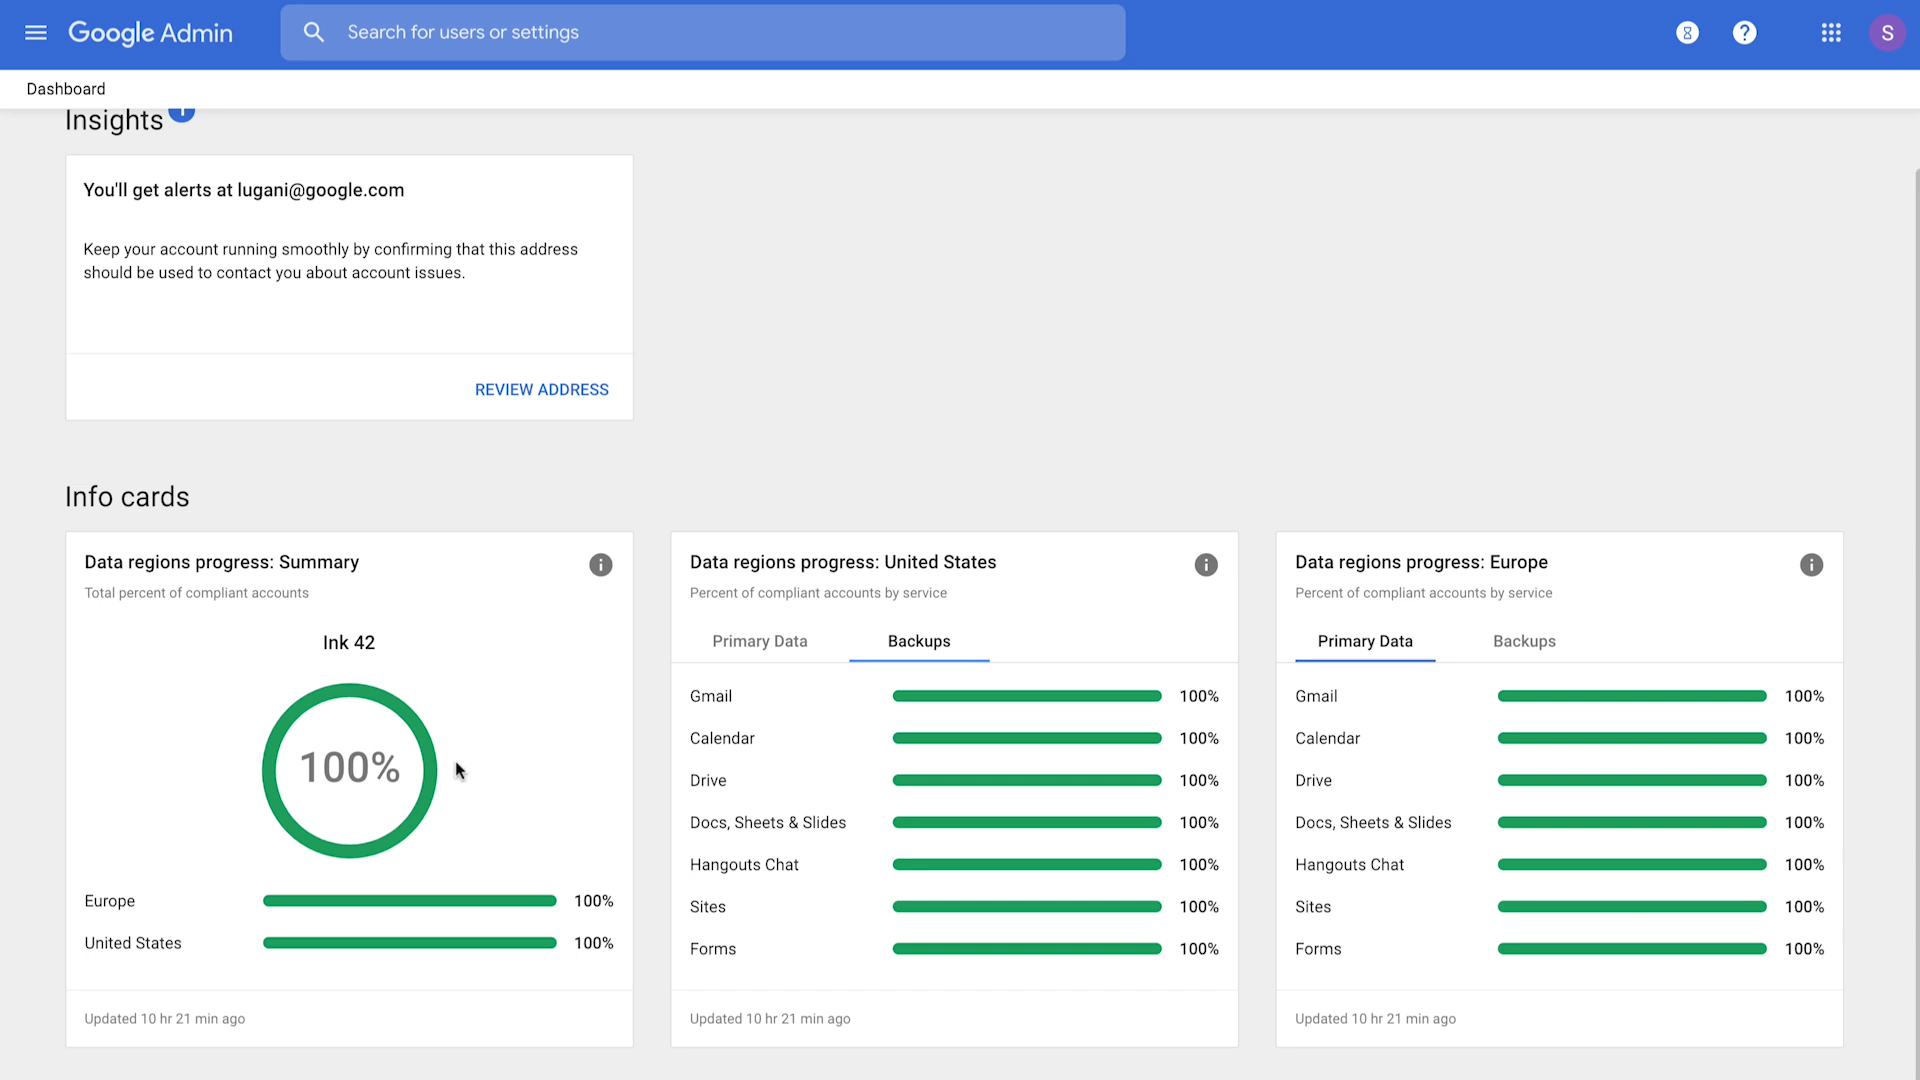 Google Admin
Search for users or settings
?
S
Dashboard
Insights
You'll get alerts at lugani@google.com
Keep your account running smoothly by confirming that this address
should be used to contact you about account issues.
REVIEW ADDRESS
Info cards
Data regions progress: Summary
Total percent of compliant accounts
Ink 42
100%
Europe 100%
United States 100%
Updated 10 hr 21 min ago
Data regions progress: United States
Percent of compliant accounts by service
Primary Data Backups
Gmail 100%
Calendar 100%
Drive 100%
Docs, Sheets & Slides 100%
Hangouts Chat 100%
Sites 100%
Forms 100%
Updated 10 hr 21 min ago
Data regions progress: Europe
Percent of compliant accounts by service
Primary Data Backups
Gmail 100%
Calendar 100%
Drive 100%
Docs, Sheets & Slides 100%
Hangouts Chat 100%
Sites 100%
Forms 100%
Updated 10 hr 21 min ago